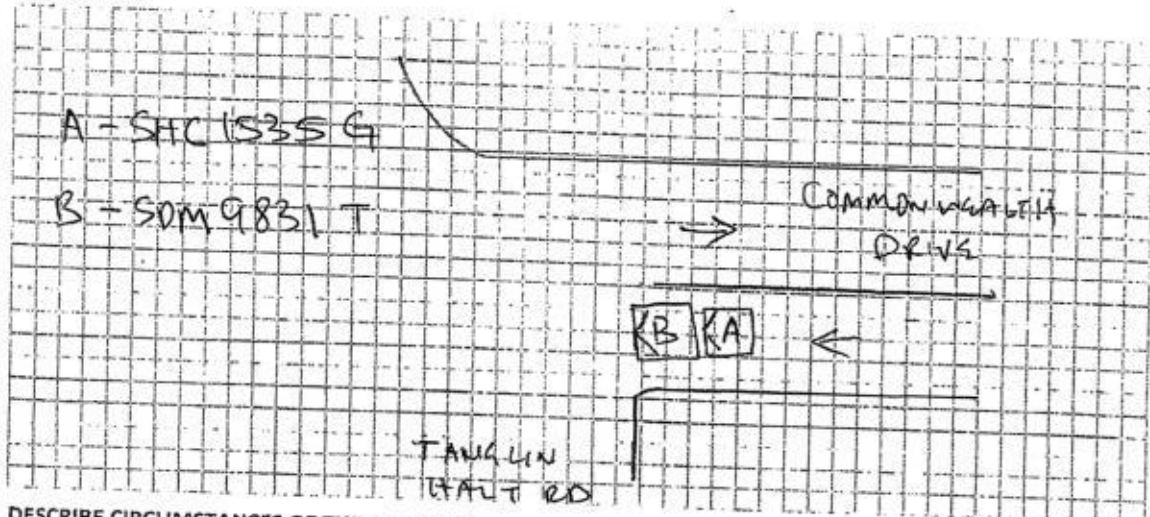 A - SHC 1535 G
B - SDM 9831 T
COMMONWEALTH
DRIVE
B A
TANGLIN
HALT RD